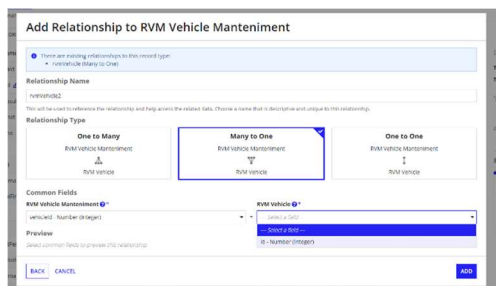 Add Relationship to RVM Vehicle Manteniment
There are existing relationships to this record type:
rvmVehicle (Many to One)
Relationship Name
rvmVehicle2
This will be used to reference the relationship and help access the related data. Choose a name that is descriptive and unique to this relationship.
Relationship Type
One to Many
Many to One
One to One
RVM Vehicle Manteniment
RVM Vehicle Manteniment
RVM Vehicle Manteniment
RVM Vehicle
RVM Vehicle
RVM Vehicle
Common Fields
RVM Vehicle Manteniment *
RVM Vehicle *
vehicleId - Number (Integer)
--- Select a field ---
--- Select a field ---
id - Number (Integer)
Preview
Select common fields to preview this relationship
BACK
CANCEL
ADD